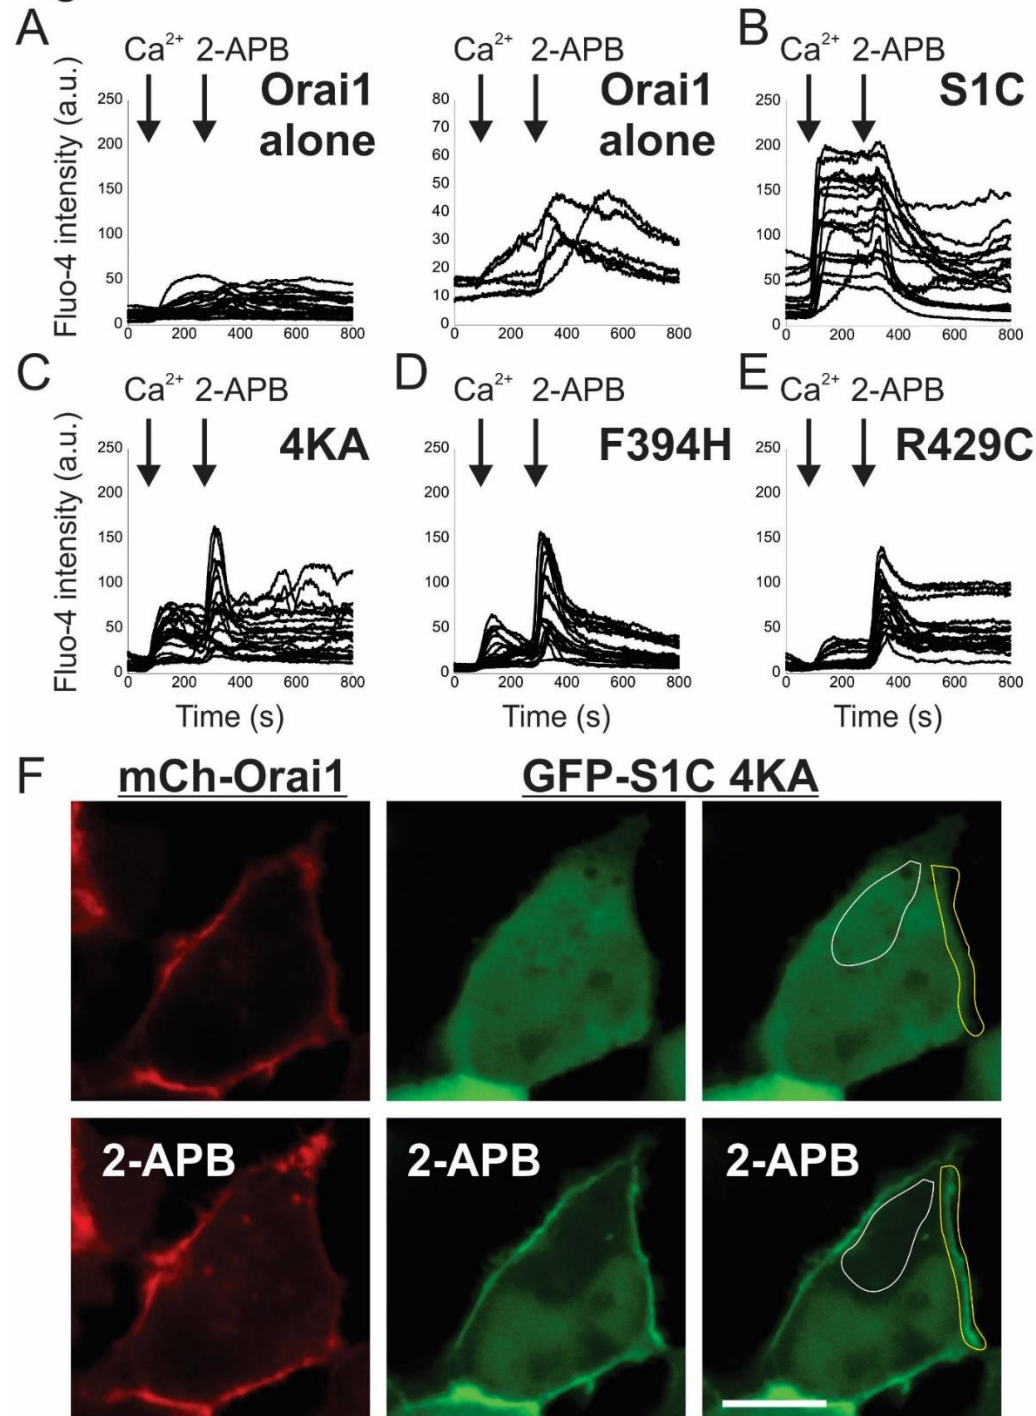 A
B
Ca²⁺ 2-APB
Ca²⁺ 2-APB
Ca²⁺ 2-APB
Orai1 alone
Orai1 alone
S1C
Fluo-4 intensity (a.u.)
250
200
150
100
50
0
0 200 400 600 800
80
70
60
50
40
30
20
10
0
0 200 400 600 800
250
200
150
100
50
0
0 200 400 600 800
C
D
E
Ca²⁺ 2-APB
Ca²⁺ 2-APB
Ca²⁺ 2-APB
4KA
F394H
R429C
Fluo-4 intensity (a.u.)
250
200
150
100
50
0
0 200 400 600 800
250
200
150
100
50
0
0 200 400 600 800
250
200
150
100
50
0
0 200 400 600 800
Time (s)
Time (s)
Time (s)
F
mCh-Orai1
GFP-S1C 4KA
2-APB
2-APB
2-APB